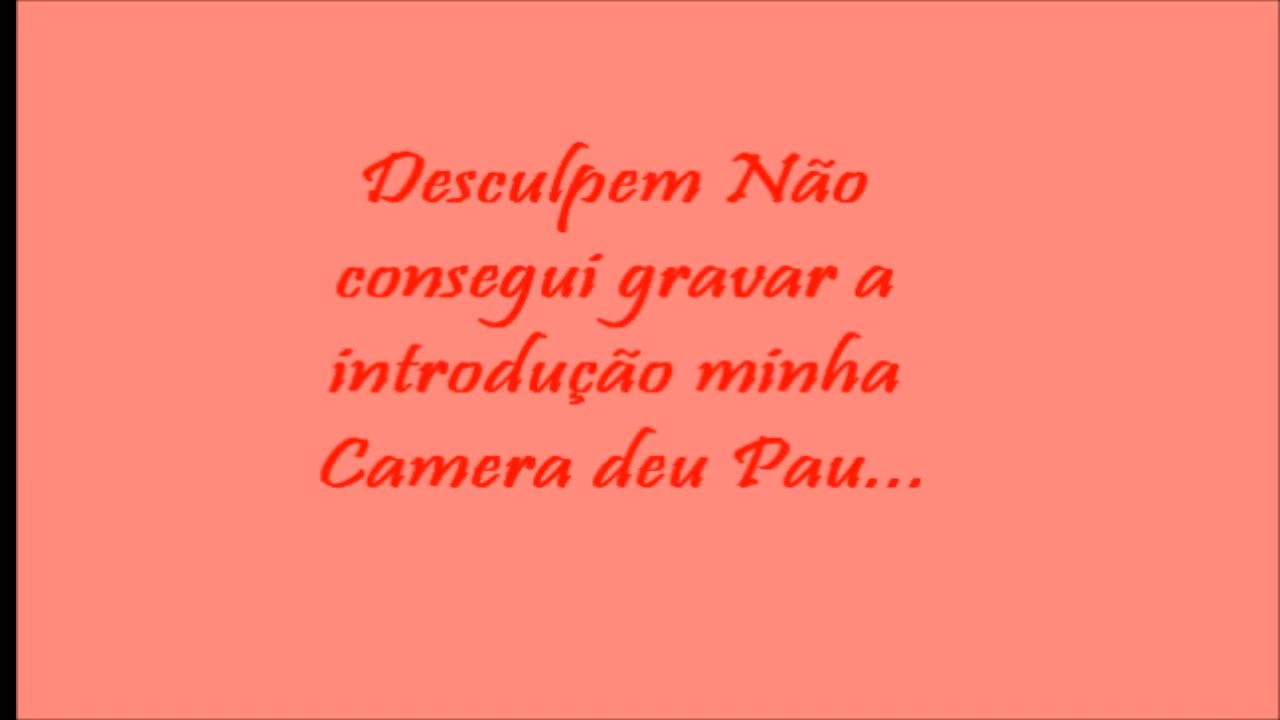 Desculpem Não
consegui gravar a
introdução minha
Camera deu Pau...